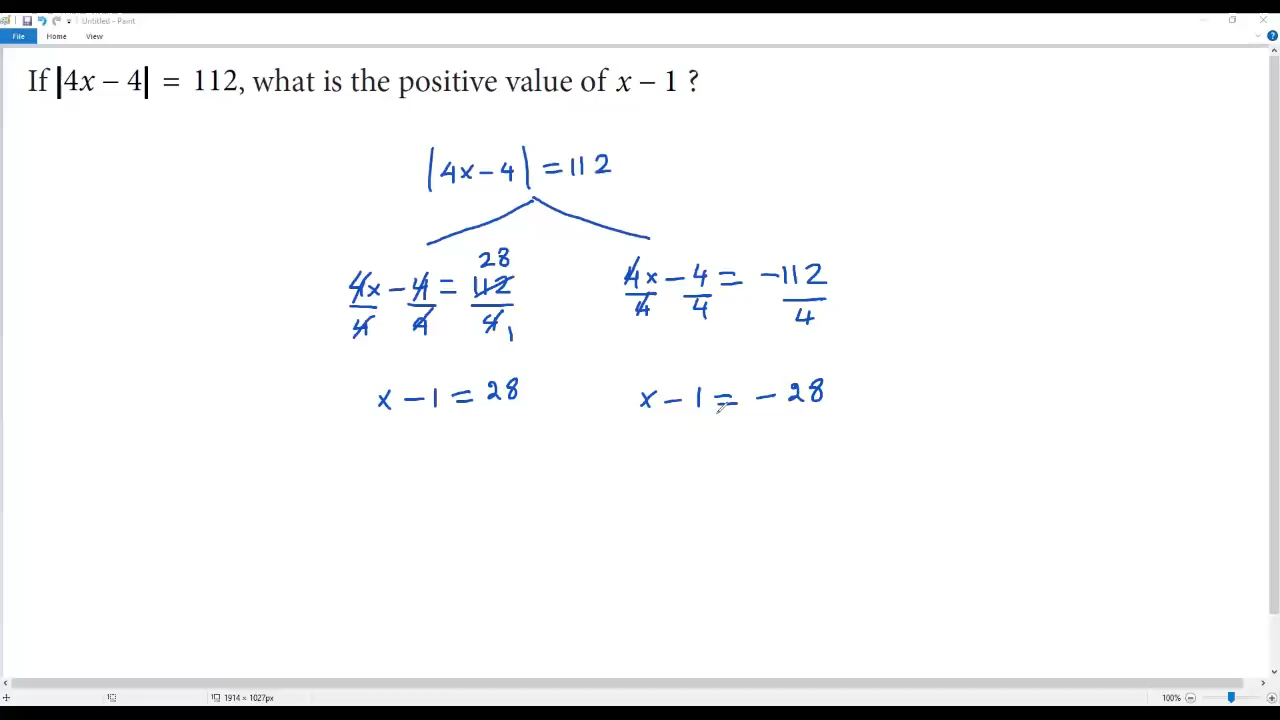 Untitled - Paint
File Home View
If |4x − 4| = 112, what is the positive value of x − 1 ?
|4x − 4| = 112
28
4x − 4 = 112 4x − 4 = −112
4 4 4 1 4 4 4
x − 1 = 28 x − 1 = − 28
1914 × 1027px 100%